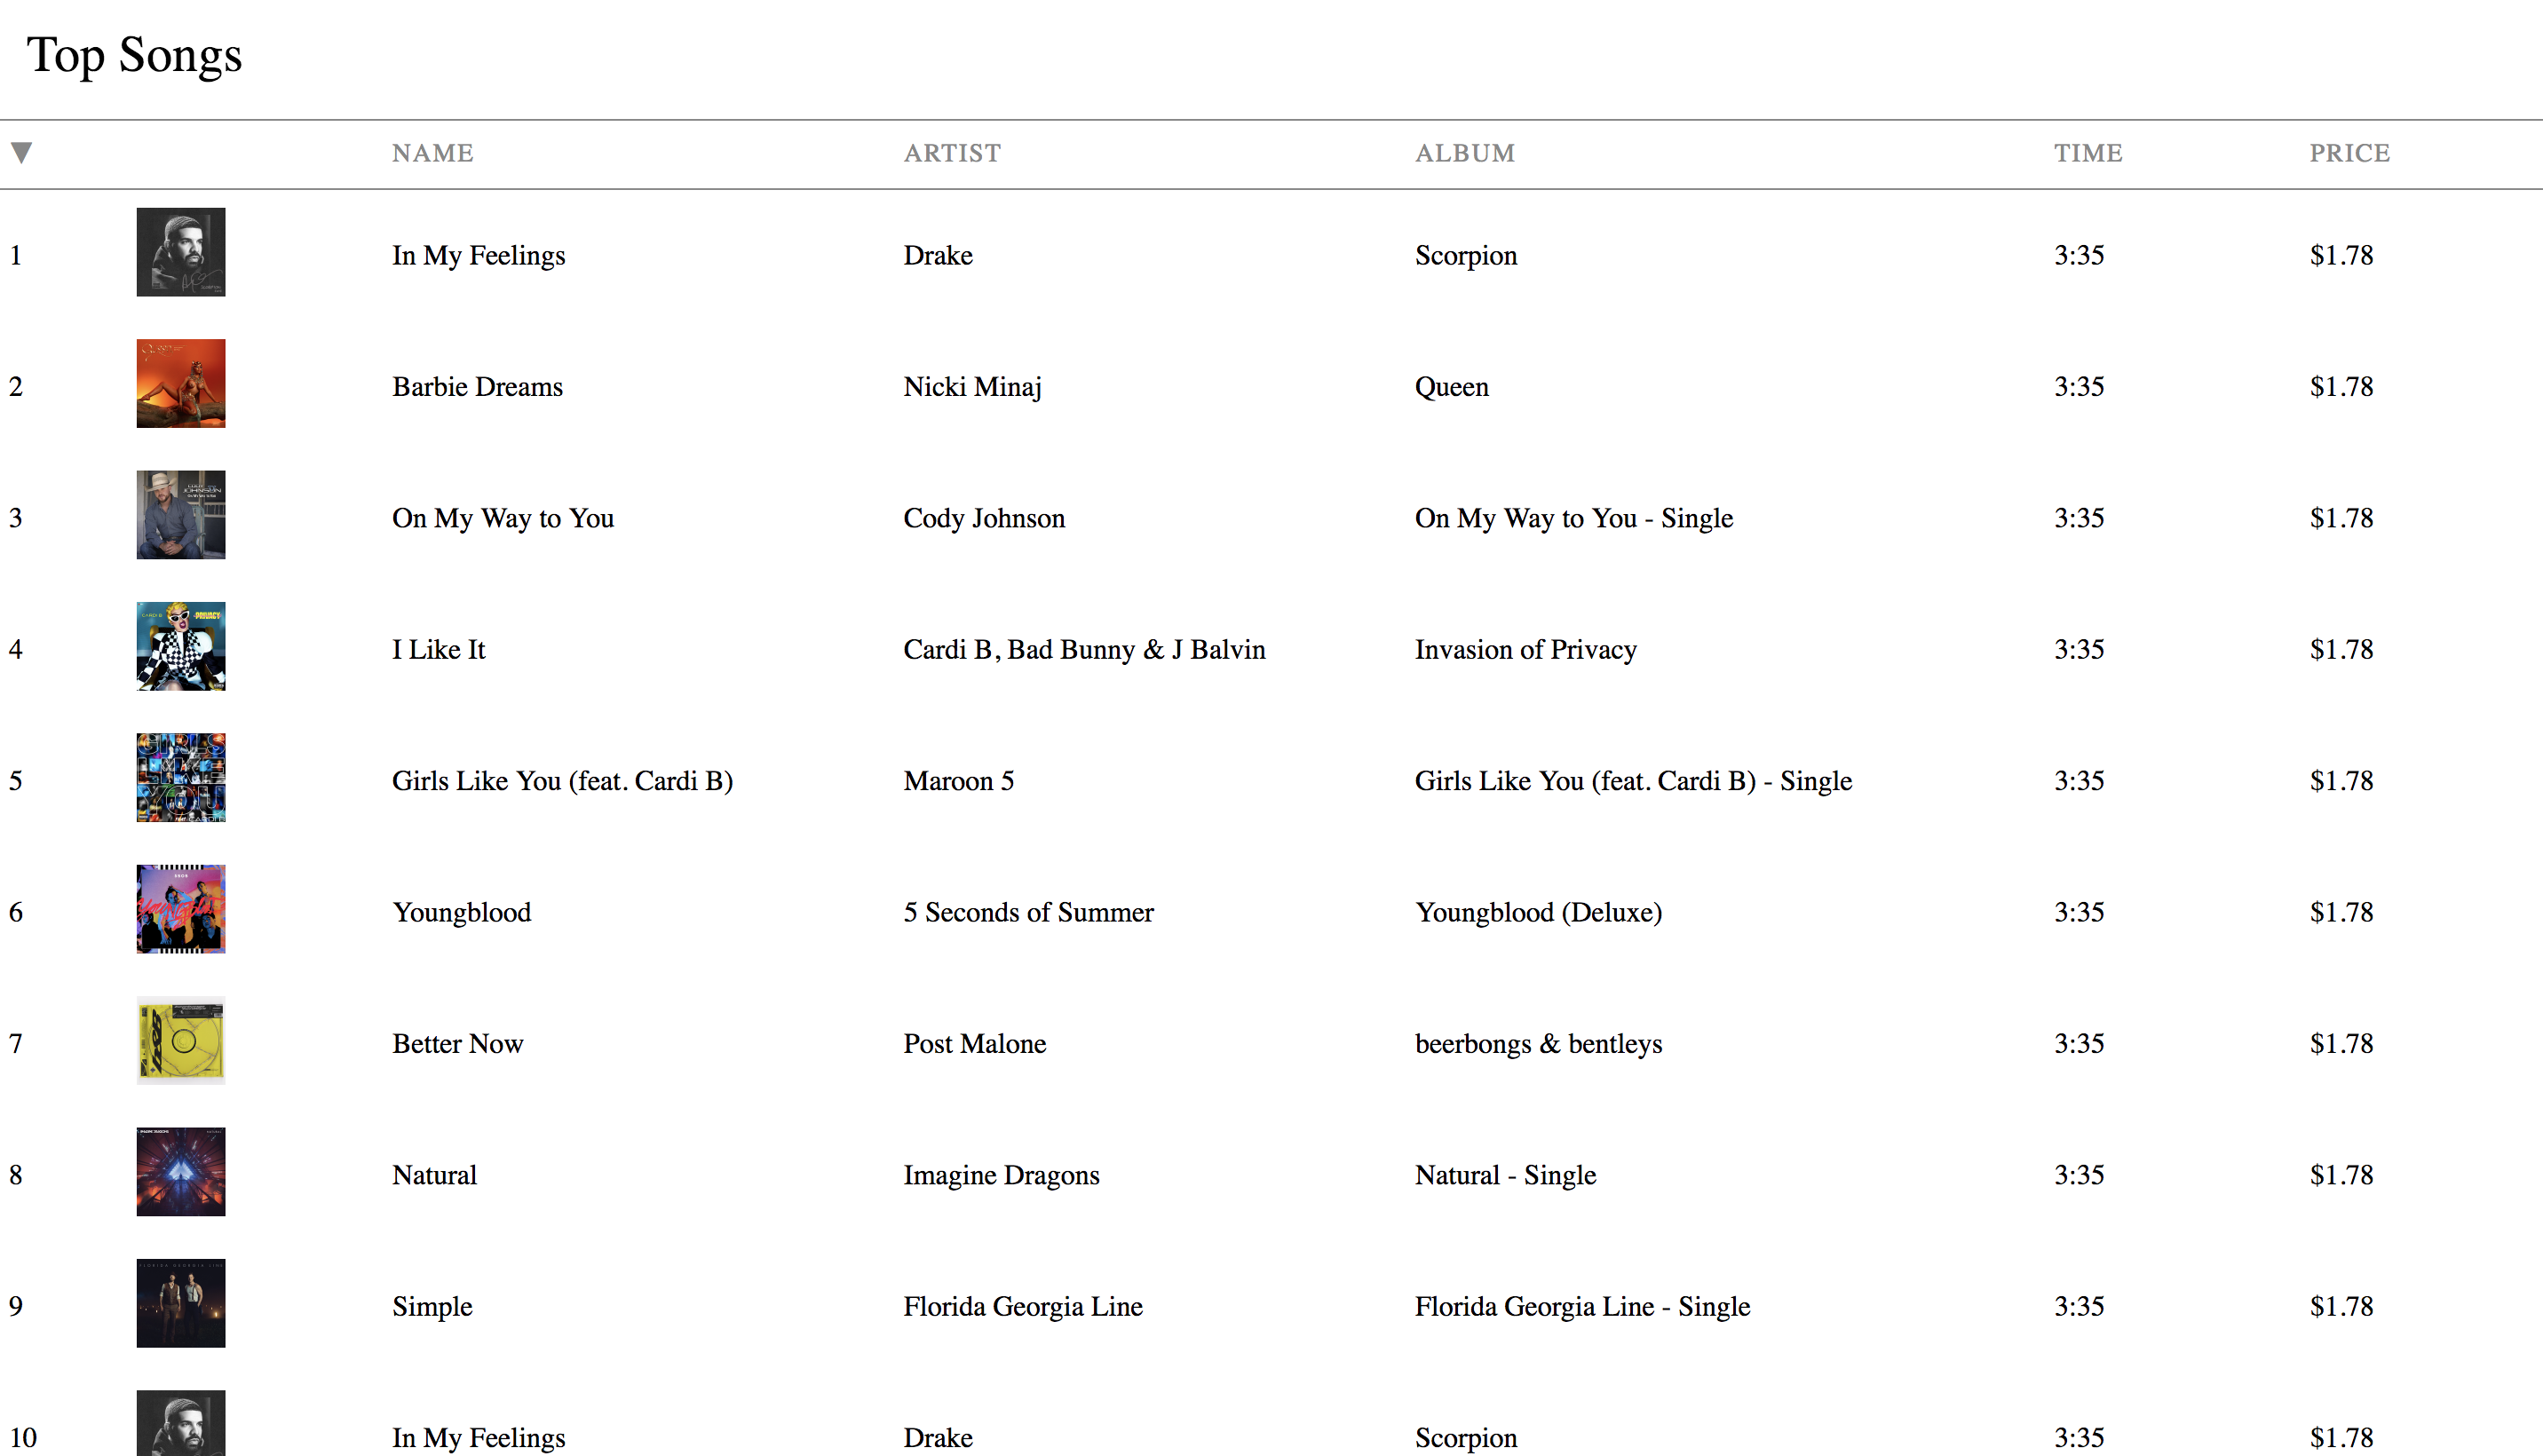 Top Songs
▼ NAME ARTIST ALBUM TIME PRICE
1 In My Feelings Drake Scorpion 3:35 $1.78
2 Barbie Dreams Nicki Minaj Queen 3:35 $1.78
3 On My Way to You Cody Johnson On My Way to You - Single 3:35 $1.78
4 I Like It Cardi B, Bad Bunny & J Balvin Invasion of Privacy 3:35 $1.78
5 Girls Like You (feat. Cardi B) Maroon 5 Girls Like You (feat. Cardi B) - Single 3:35 $1.78
6 Youngblood 5 Seconds of Summer Youngblood (Deluxe) 3:35 $1.78
7 Better Now Post Malone beerbongs & bentleys 3:35 $1.78
8 Natural Imagine Dragons Natural - Single 3:35 $1.78
9 Simple Florida Georgia Line Florida Georgia Line - Single 3:35 $1.78
10 In My Feelings Drake Scorpion 3:35 $1.78